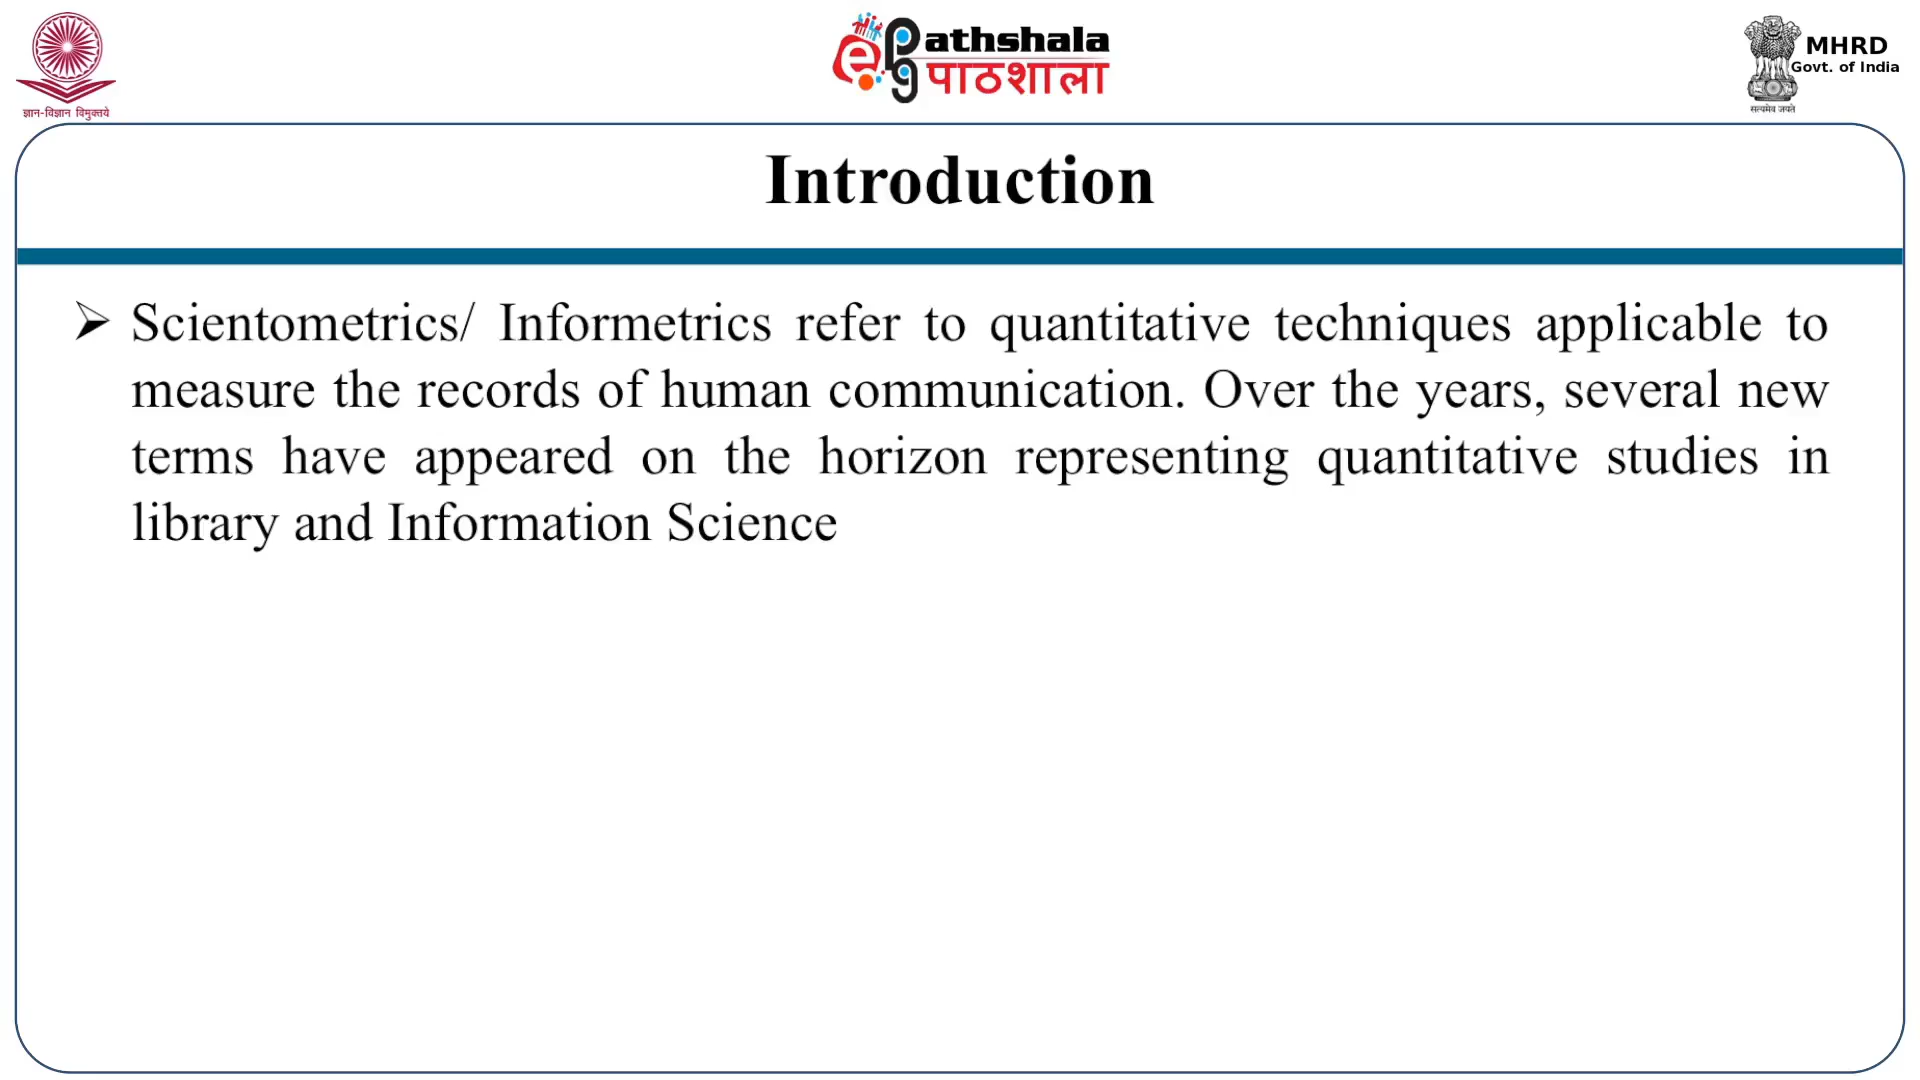 ज्ञान-विज्ञान विमुक्तये
ePathshala
पाठशाला
MHRD
Govt. of India
सत्यमेव जयते
Introduction
➤ Scientometrics/ Informetrics refer to quantitative techniques applicable to
measure the records of human communication. Over the years, several new
terms have appeared on the horizon representing quantitative studies in
library and Information Science